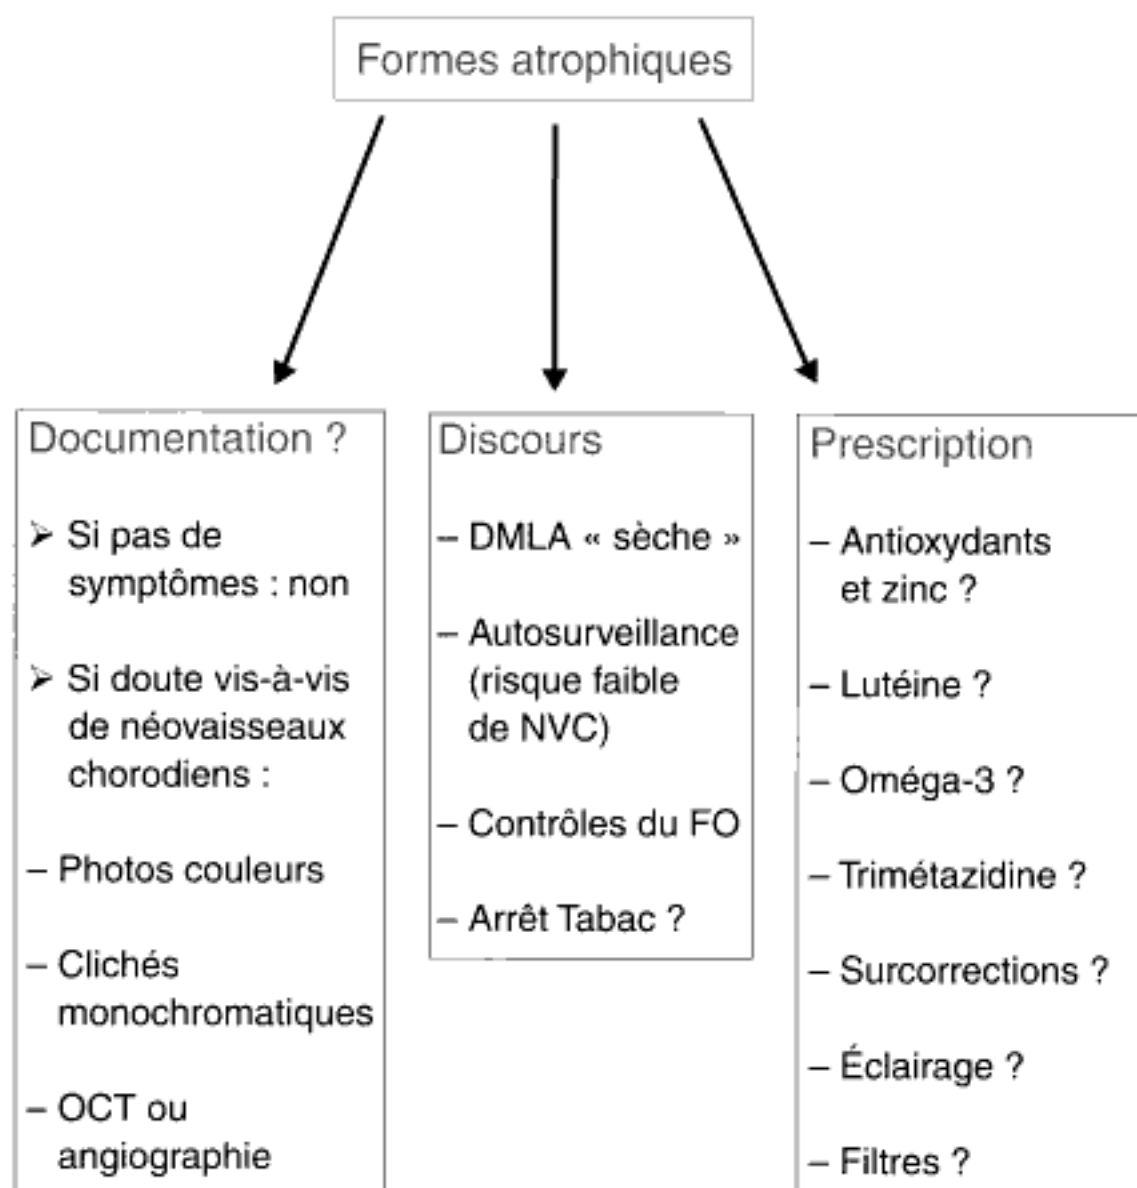 Formes atrophiques
Documentation ?
➢ Si pas de
symptômes : non
➢ Si doute vis-à-vis
de néovaisseaux
chorodiens :
– Photos couleurs
– Clichés
monochromatiques
– OCT ou
angiographie
Discours
– DMLA « sèche »
– Autosurveillance
(risque faible
de NVC)
– Contrôles du FO
– Arrêt Tabac ?
Prescription
– Antioxydants
et zinc ?
– Lutéine ?
– Oméga-3 ?
– Trimétazidine ?
– Surcorrections ?
– Éclairage ?
– Filtres ?